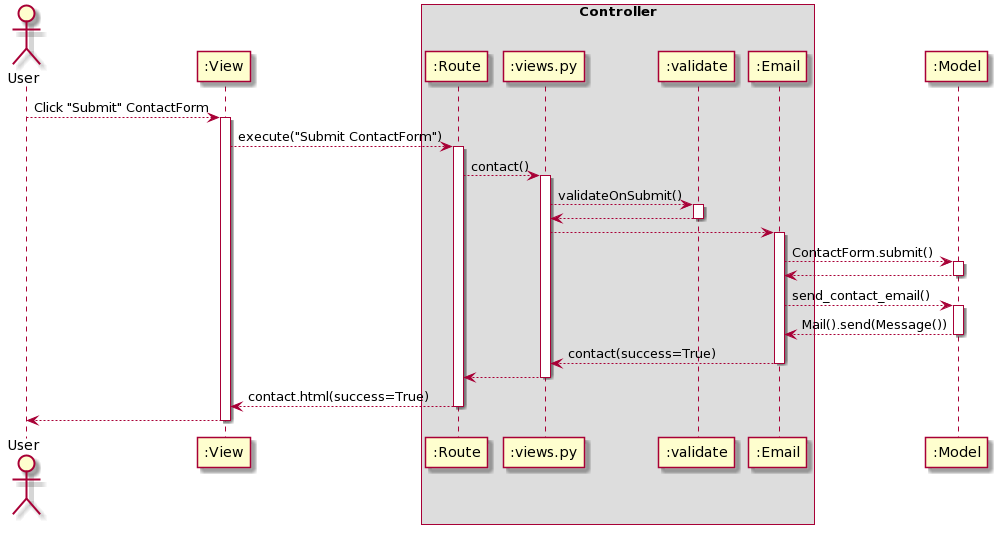 Controller
User
:View
:Route
:views.py
:validate
:Email
:Model
Click "Submit" ContactForm
execute("Submit ContactForm")
contact()
validateOnSubmit()
ContactForm.submit()
send_contact_email()
Mail().send(Message())
contact(success=True)
contact.html(success=True)
User
:View
:Route
:views.py
:validate
:Email
:Model